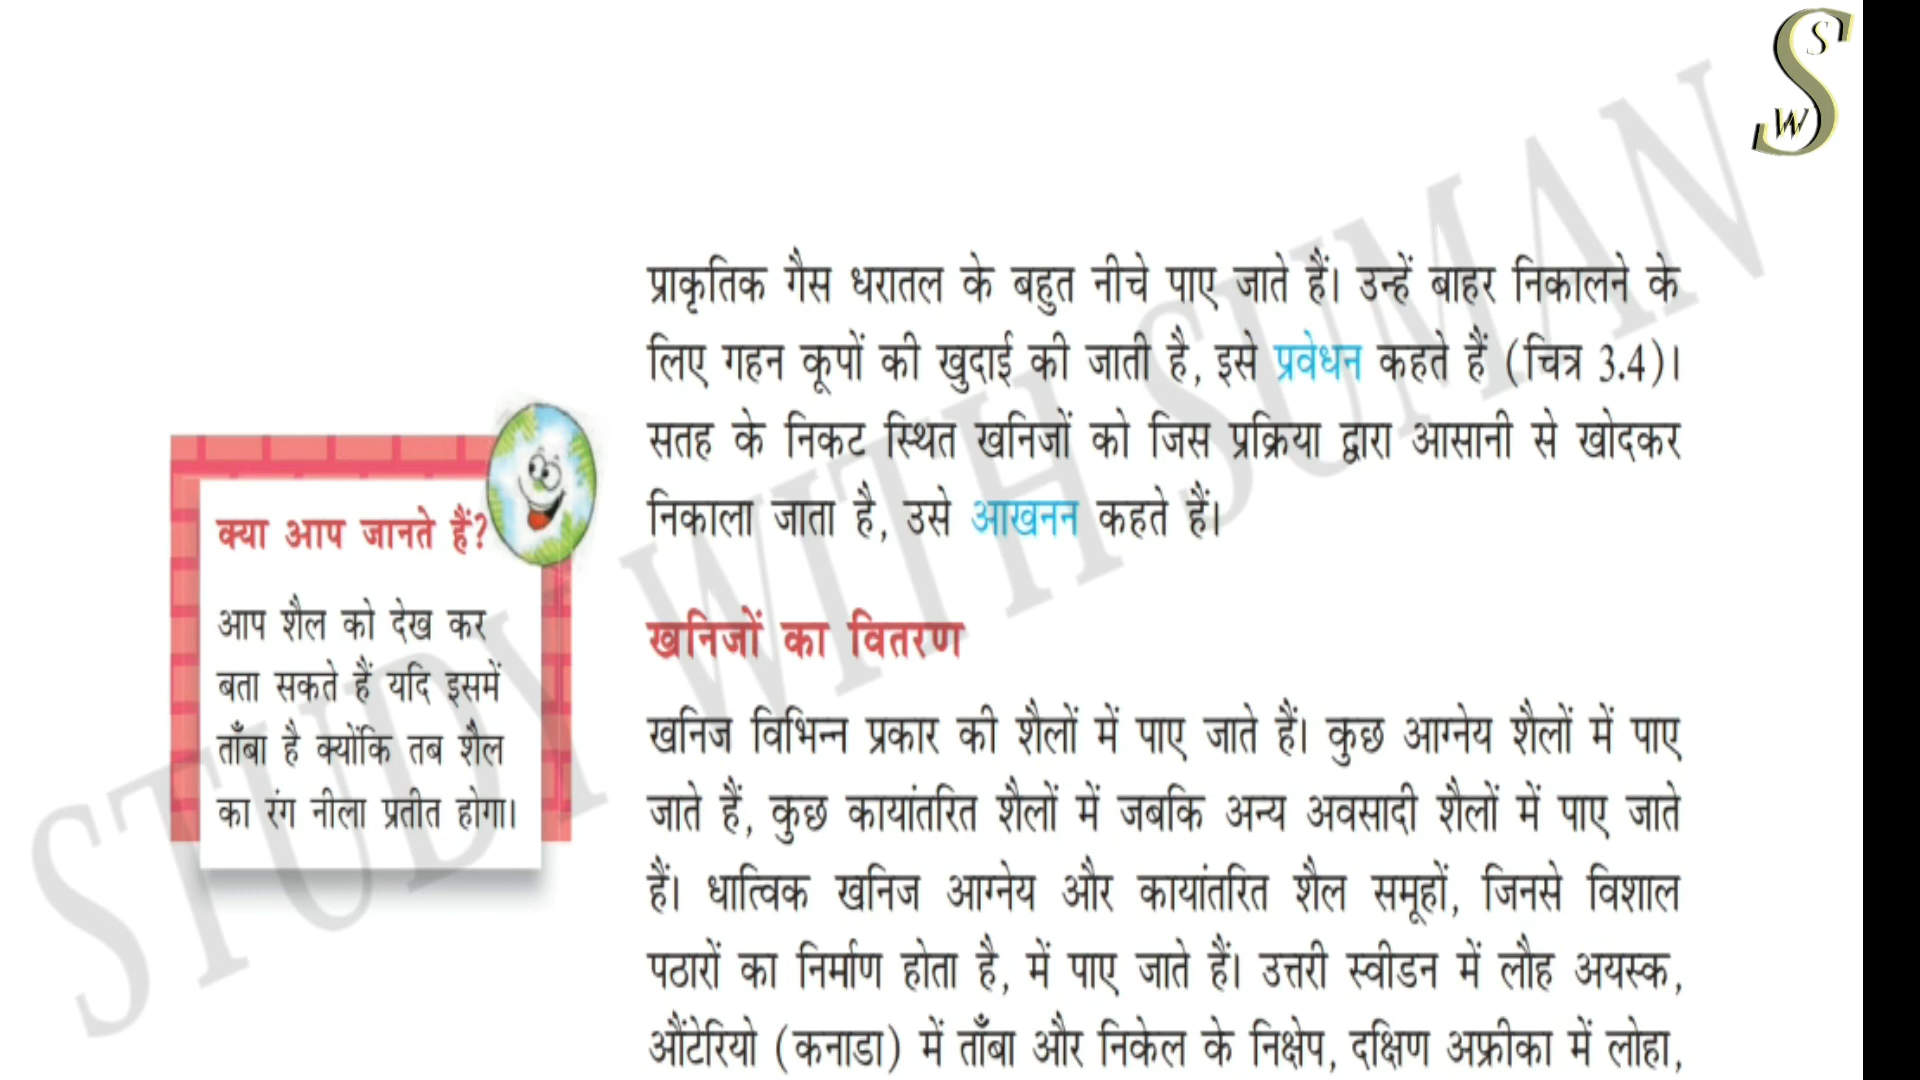 S
S
W
प्राकृतिक गैस धरातल के बहुत नीचे पाए जाते हैं। उन्हें बाहर निकालने के
लिए गहन कूपों की खुदाई की जाती है, इसे प्रवेधन कहते हैं (चित्र 3.4)।
सतह के निकट स्थित खनिजों को जिस प्रक्रिया द्वारा आसानी से खोदकर
निकाला जाता है, उसे आखनन कहते हैं।
क्या आप जानते हैं?
आप शैल को देख कर
बता सकते हैं यदि इसमें
ताँबा है क्योंकि तब शैल
का रंग नीला प्रतीत होगा।
खनिजों का वितरण
खनिज विभिन्न प्रकार की शैलों में पाए जाते हैं। कुछ आग्नेय शैलों में पाए
जाते हैं, कुछ कायांतरित शैलों में जबकि अन्य अवसादी शैलों में पाए जाते
हैं। धात्विक खनिज आग्नेय और कायांतरित शैल समूहों, जिनसे विशाल
पठारों का निर्माण होता है, में पाए जाते हैं। उत्तरी स्वीडन में लौह अयस्क,
औंटेरियो (कनाडा) में ताँबा और निकेल के निक्षेप, दक्षिण अफ्रीका में लोहा,
STUDY WITH SUMAN